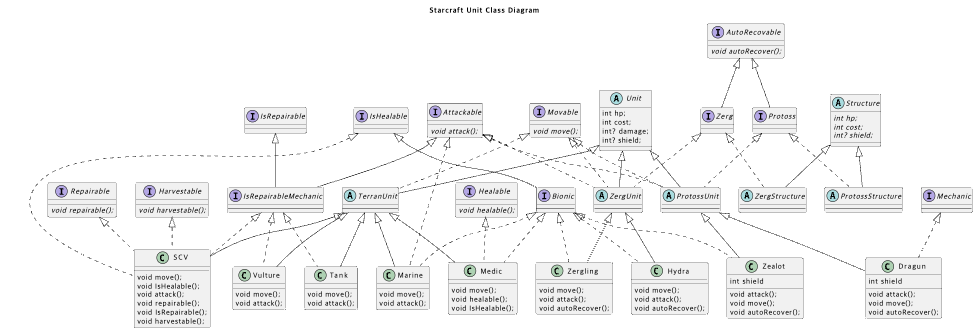 Starcraft Unit Class Diagram
I AutoRecovable
void autoRecover();
I IsRepairable
I IsHealable
I Attackable
void attack();
I Movable
void move();
A Unit
int hp;
int cost;
int? damage;
int? shield;
I Zerg
I Protoss
A Structure
int hp;
int cost;
int? shield;
I Repairable
void repairable();
I Harvestable
void harvestable();
I IsRepairableMechanic
A TerranUnit
I Healable
void healable();
I Bionic
A ZergUnit
A ProtossUnit
A ZergStructure
A ProtossStructure
I Mechanic
C SCV
void move();
void IsHealable();
void attack();
void repairable();
void IsRepairable();
void harvestable();
C Vulture
void move();
void attack();
C Tank
void move();
void attack();
C Marine
void move();
void attack();
C Medic
void move();
void healable();
void IsHealable();
C Zergling
void move();
void attack();
void autoRecover();
C Hydra
void move();
void attack();
void autoRecover();
C Zealot
int shield
void attack();
void move();
void autoRecover();
C Dragun
int shield
void attack();
void move();
void autoRecover();